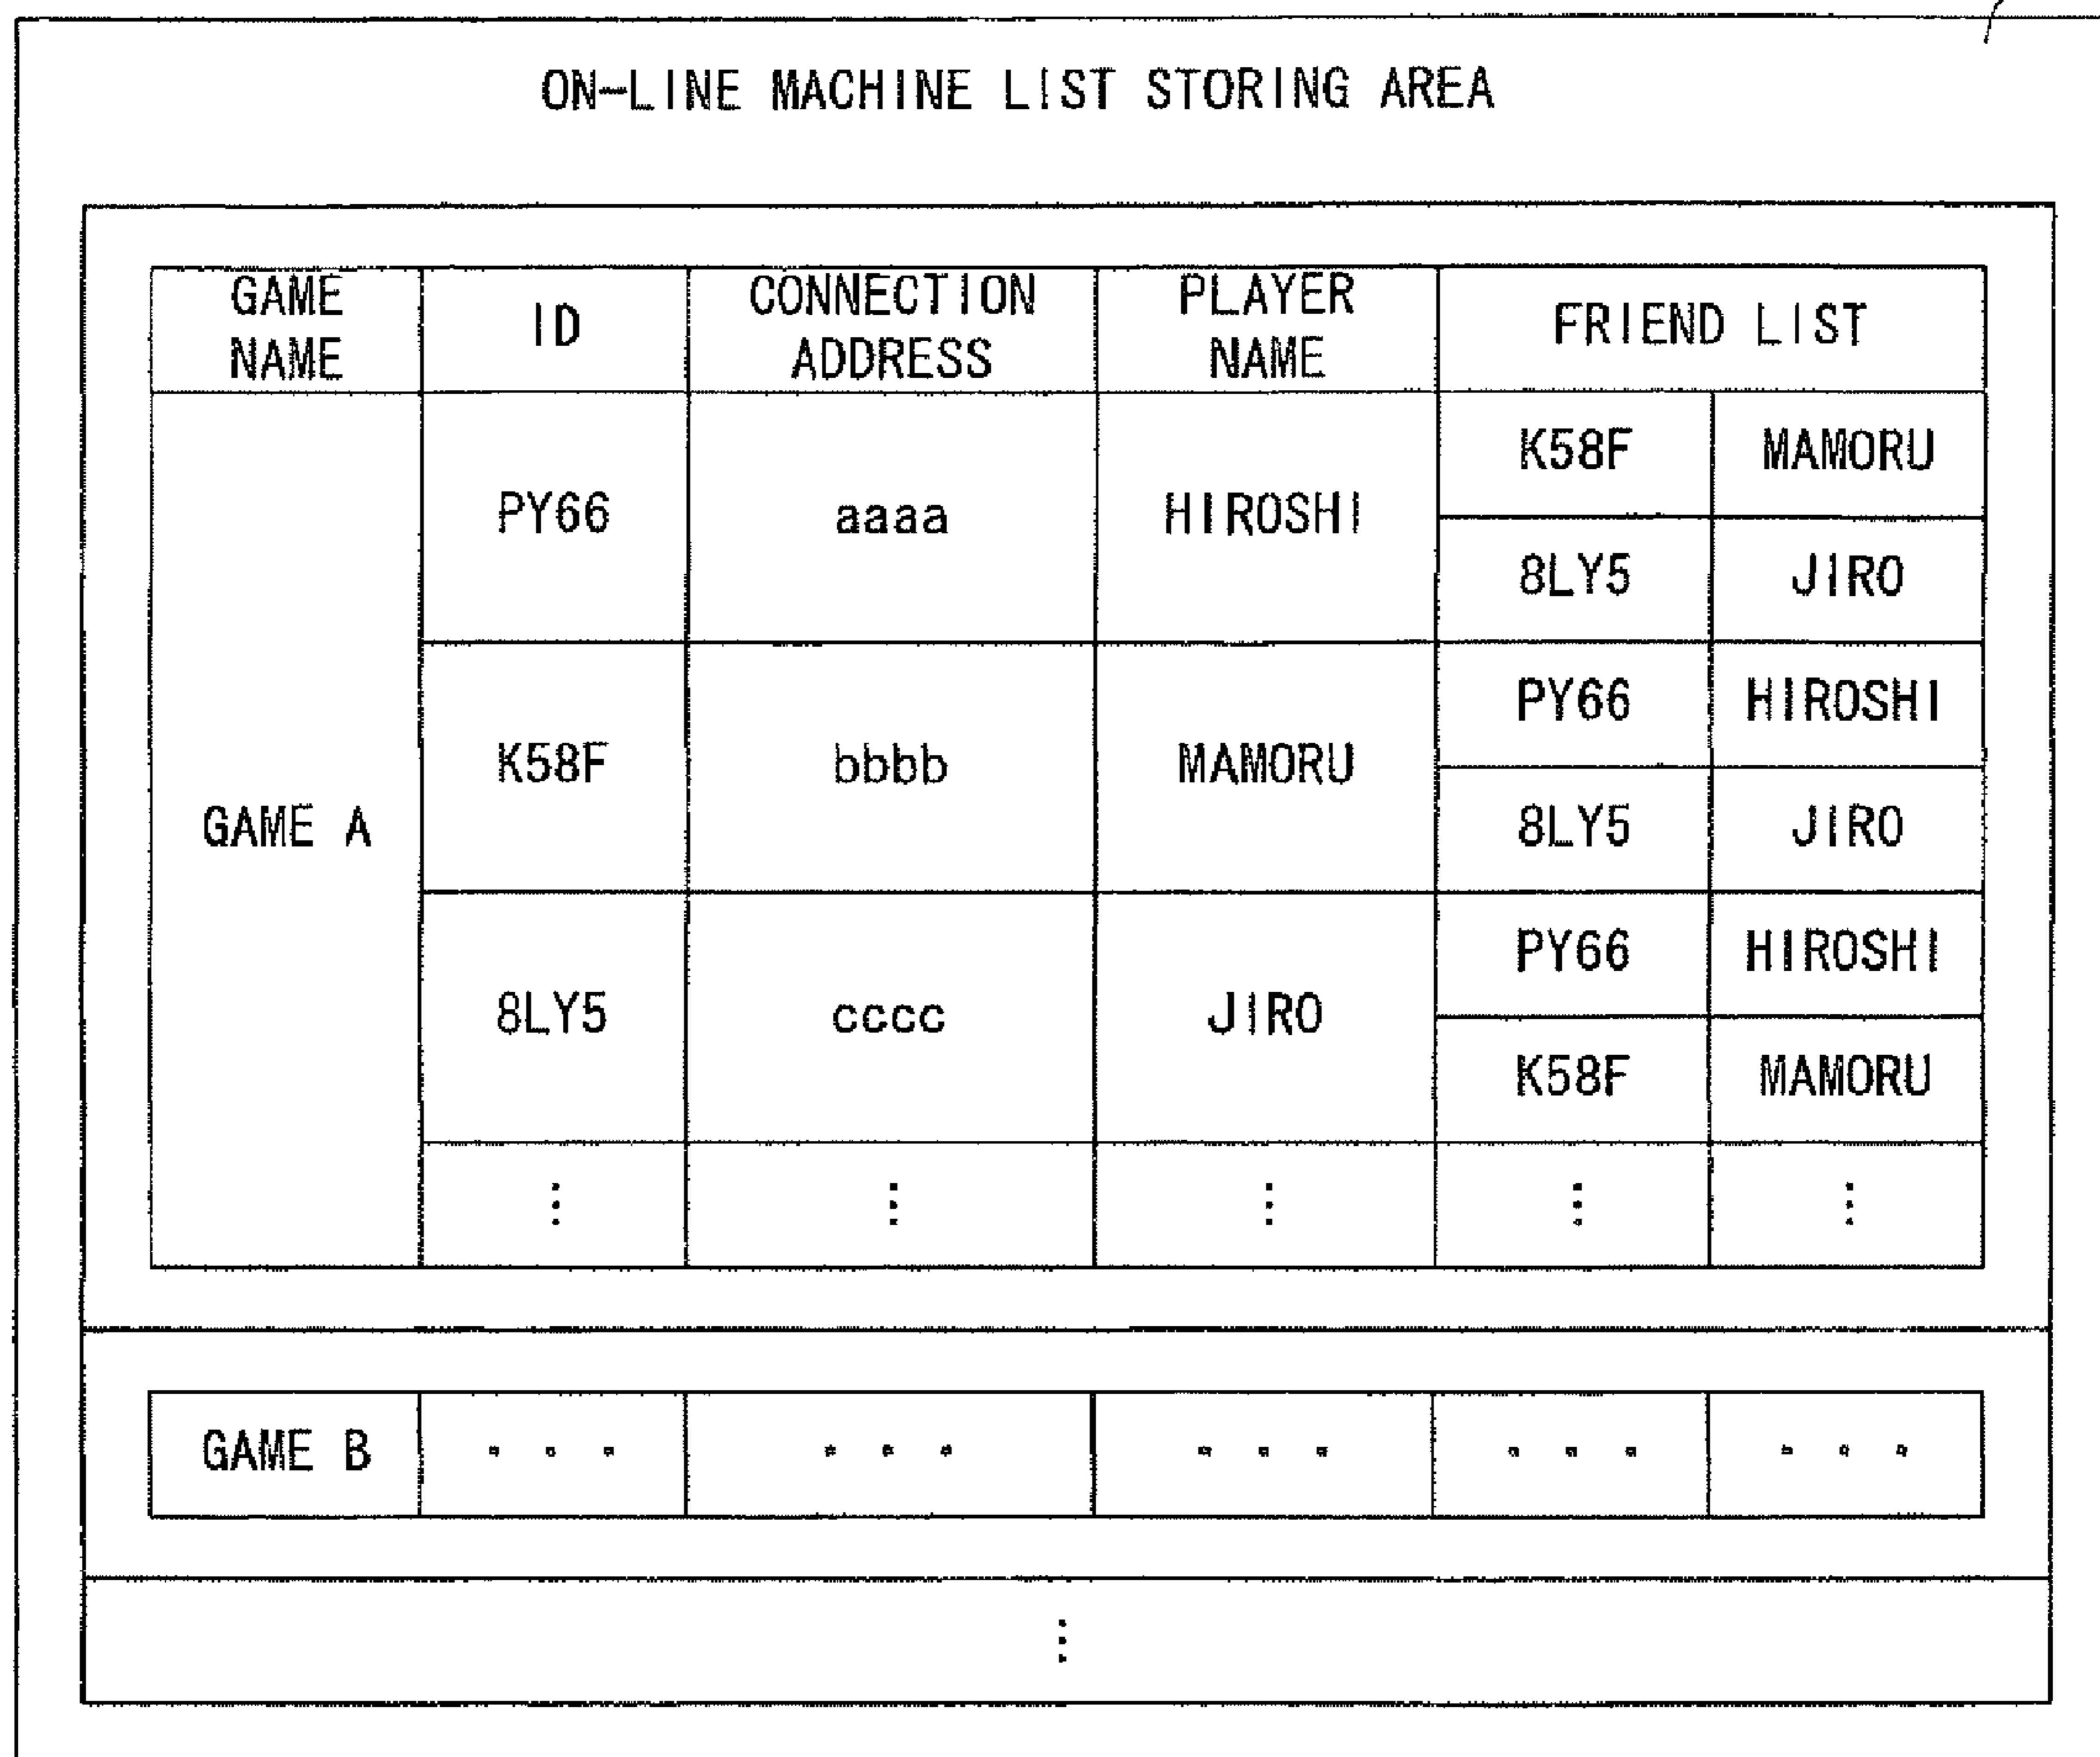 ON-LINE MACHINE LIST STORING AREA
GAME NAME ID CONNECTION ADDRESS PLAYER NAME FRIEND LIST
GAME A PY66 aaaa HIROSHI K58F MAMORU
8LY5 JIRO
K58F bbbb MAMORU PY66 HIROSHI
8LY5 JIRO
8LY5 cccc JIRO PY66 HIROSHI
K58F MAMORU
⋮ ⋮ ⋮ ⋮ ⋮
GAME B ... ... ... ... ...
⋮